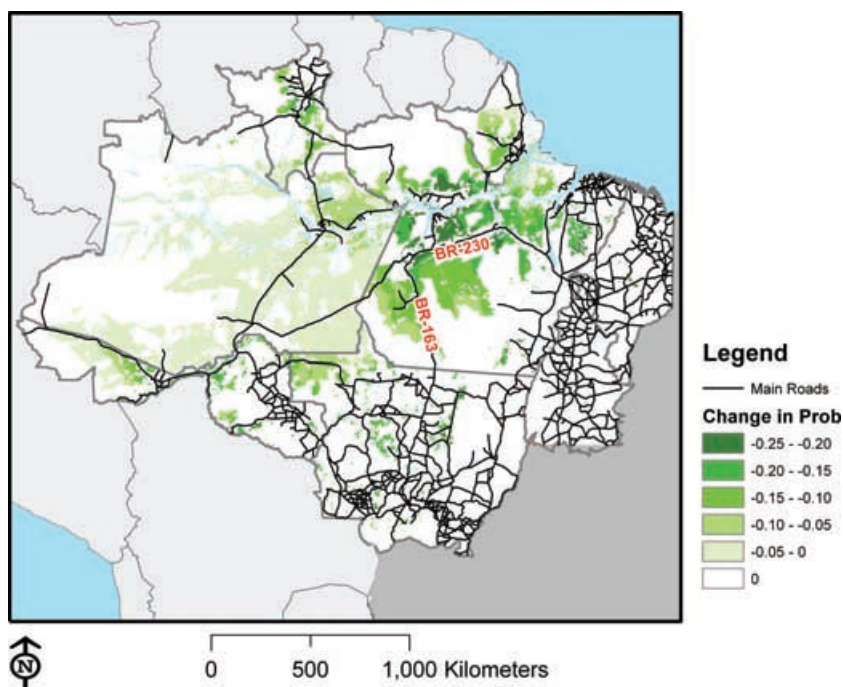 BR-230
BR-163
Legend
Main Roads
Change in Prob
-0.25 - -0.20
-0.20 - -0.15
-0.15 - -0.10
-0.10 - -0.05
-0.05 - 0
0
N
0 500 1,000 Kilometers